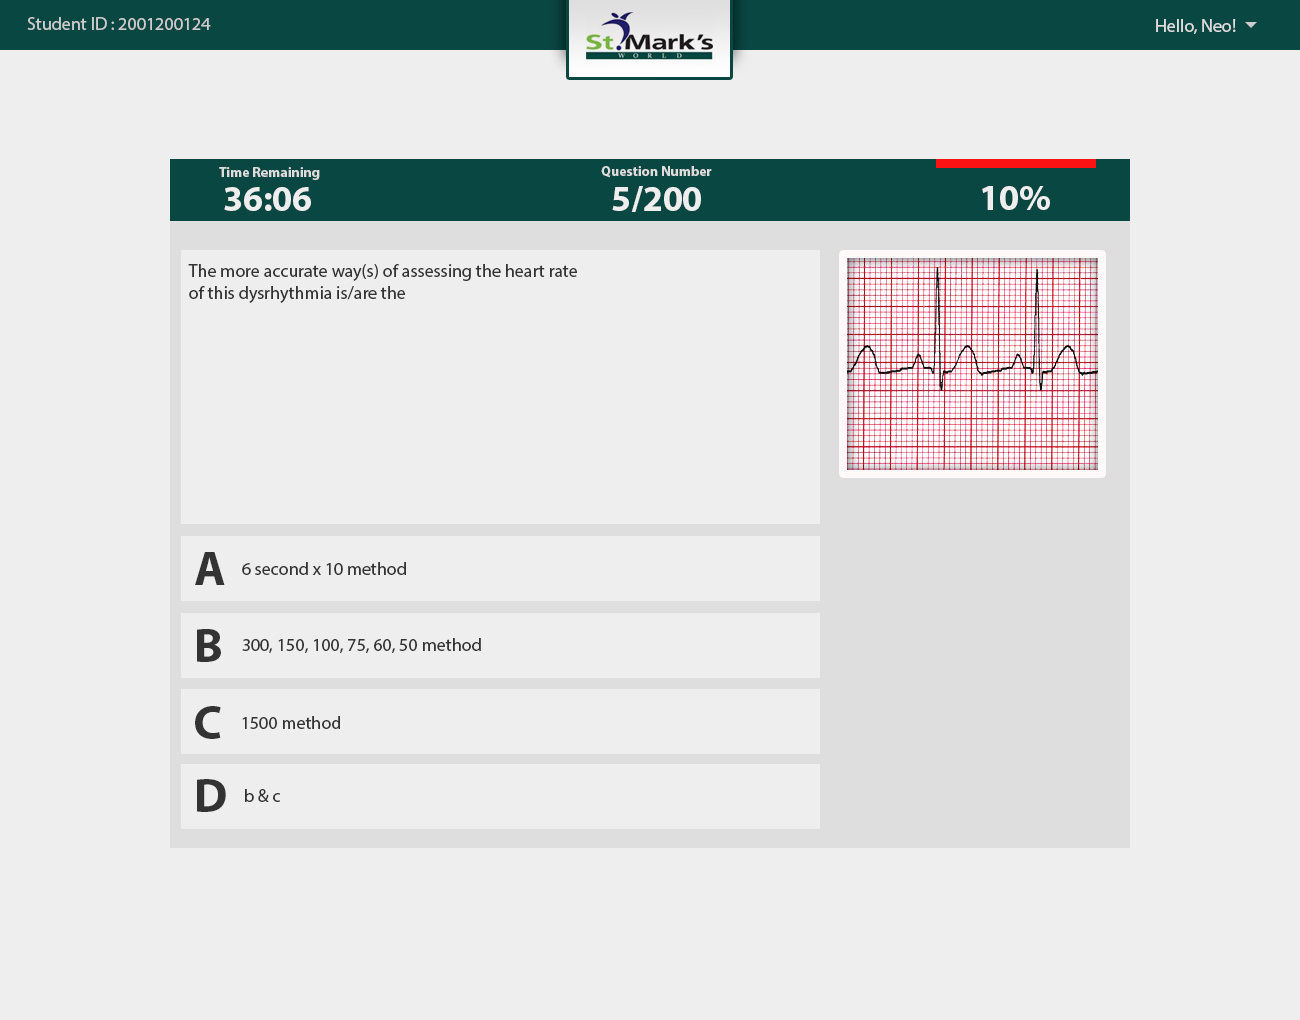 Student ID : 2001200124
St. Mark's
WORLD
Hello, Neo!
Time Remaining
36:06
Question Number
5/200
10%
The more accurate way(s) of assessing the heart rate
of this dysrhythmia is/are the
A 6 second x 10 method
B 300, 150, 100, 75, 60, 50 method
C 1500 method
D b & c